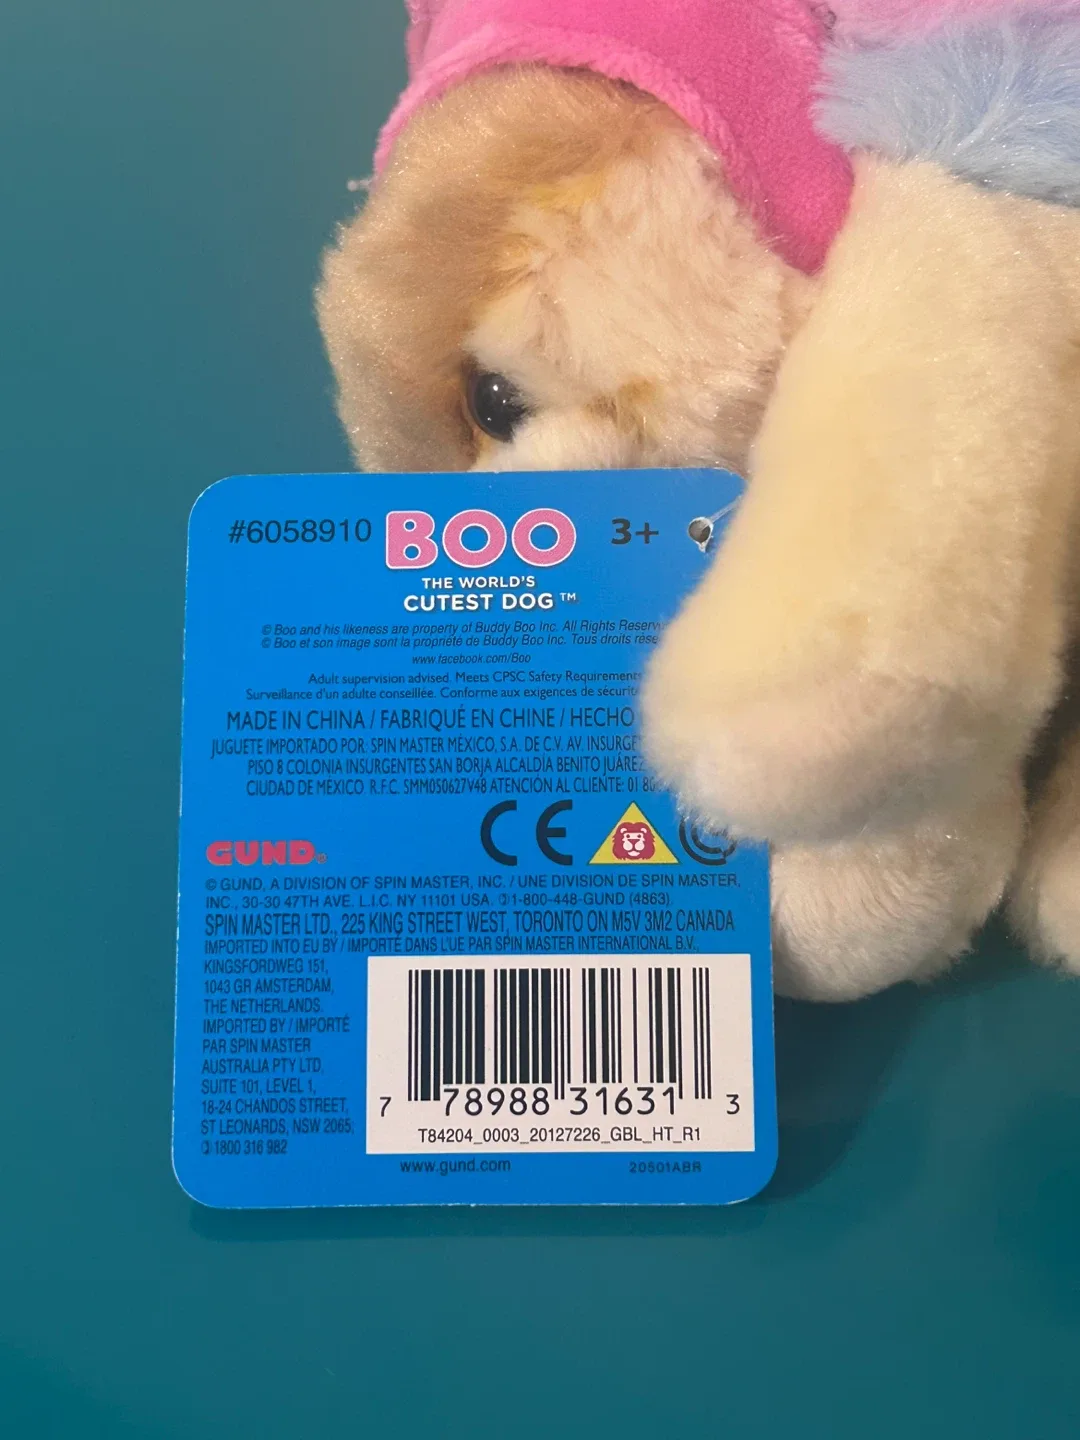 #6058910 BOO 3+
THE WORLD'S
CUTEST DOG ™
© Boo and his likeness are property of Buddy Boo Inc. All Rights
© Boo et son image sont la propriété de Buddy Boo Inc. Tous droits
www.facebook.com/Boo
Adult supervision advised. Meets CPSC Safety
Surveillance d'un adulte conseillée. Conforme aux exigences de
MADE IN CHINA / FABRIQUÉ EN CHINE / HECHO
JUGUETE IMPORTADO POR: SPIN MASTER MÉXICO, S.A. DE C.V. AV.
PISO 8 COLONIA INSURGENTES SAN BORJA ALCALDÍA BENITO
CIUDAD DE MÉXICO. R.F.C. SMM050627V48 ATENCIÓN AL CLIENTE: 01
CE
GUND®
© GUND, A DIVISION OF SPIN MASTER, INC. / UNE DIVISION DE SPIN MASTER,
INC., 30-30 47TH AVE. L.I.C. NY 11101 USA. ✆1-800-448-GUND (4863)
SPIN MASTER LTD., 225 KING STREET WEST, TORONTO ON M5V 3M2 CANADA
IMPORTED INTO EU BY / IMPORTÉ DANS L'UE PAR SPIN MASTER INTERNATIONAL B.V.,
KINGSFORDWEG 151,
1043 GR AMSTERDAM,
THE NETHERLANDS.
IMPORTED BY / IMPORTÉ
PAR SPIN MASTER
AUSTRALIA PTY LTD,
SUITE 101, LEVEL 1,
18-24 CHANDOS STREET,
ST LEONARDS, NSW 2065;
✆1800 316 982
7 78988 31631 3
T84204_0003_20127226_GBL_HT_R1
www.gund.com 20501ABR